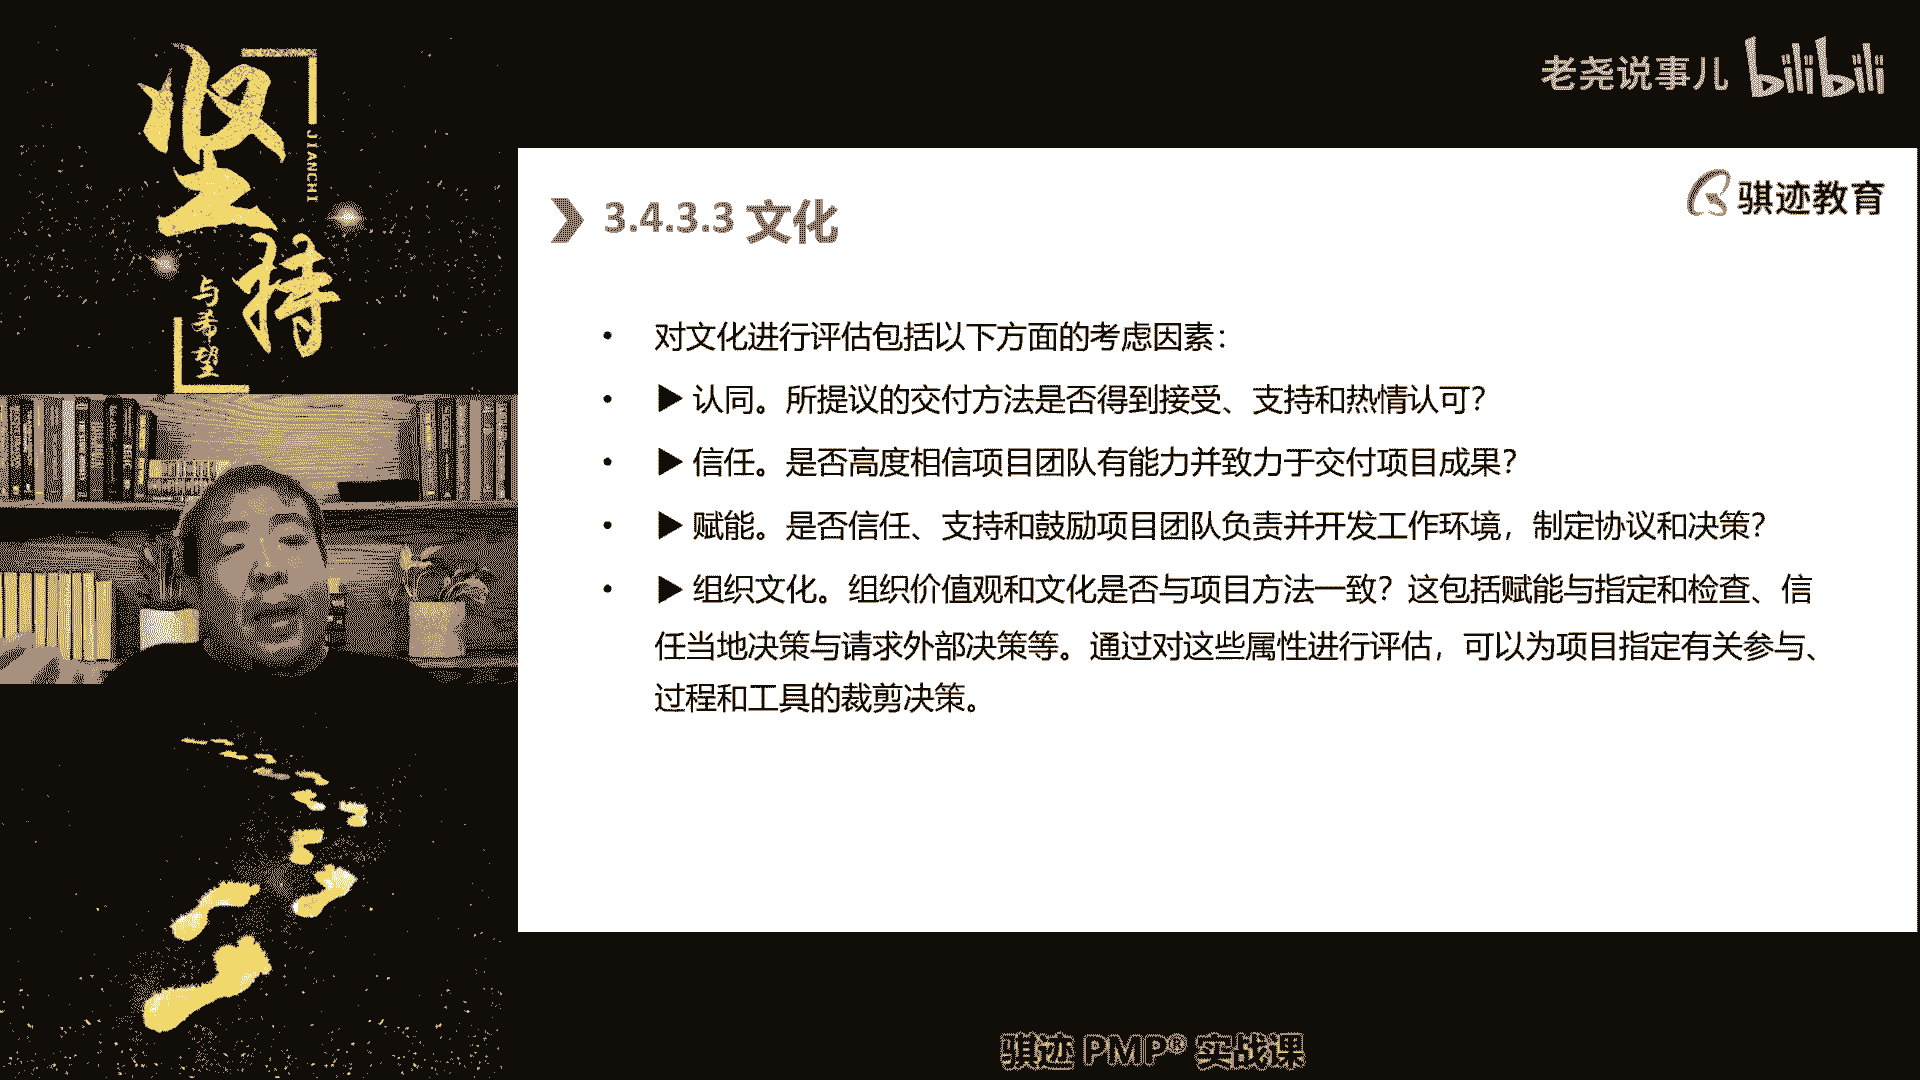 坚持
JIANCHI
与希望
老尧说事儿 bilibili
骐迹教育
3.4.3.3 文化
• 对文化进行评估包括以下方面的考虑因素：
• ▶ 认同。所提议的交付方法是否得到接受、支持和热情认可？
• ▶ 信任。是否高度相信项目团队有能力并致力于交付项目成果？
• ▶ 赋能。是否信任、支持和鼓励项目团队负责并开发工作环境，制定协议和决策？
• ▶ 组织文化。组织价值观和文化是否与项目方法一致？这包括赋能与指定和检查、信
任当地决策与请求外部决策等。通过对这些属性进行评估，可以为项目指定有关参与、
过程和工具的裁剪决策。
骐迹 PMP® 实战课